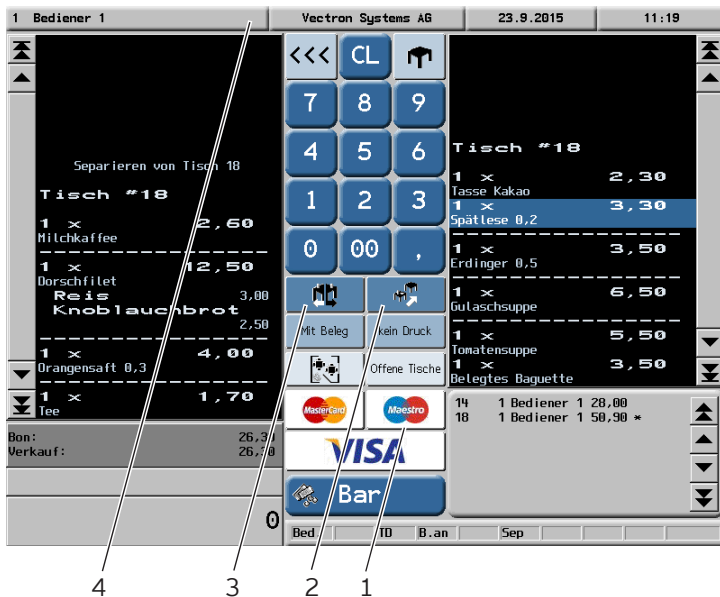 1 Bediener 1
Vectron Systems AG
23.9.2015
11:19
Separieren von Tisch 18
Tisch #18
1 x 2,60
Milchkaffee
1 x 12,50
Dorschfilet
Reis 3,00
Knoblauchbrot
2,50
1 x 4,00
Orangensaft 0,3
1 x 1,70
Tee
Bon: 26,30
Verkauf: 26,30
0
<<< CL
7 8 9
4 5 6
1 2 3
0 00 ,
Mit Beleg
kein Druck
Offene Tische
MasterCard
Maestro
VISA
Bar
Tisch #18
1 x 2,30
Tasse Kakao
1 x 3,30
Spätlese 0,2
1 x 3,50
Erdinger 0,5
1 x 6,50
Gulaschsuppe
1 x 5,50
Tomatensuppe
1 x 3,50
Belegtes Baguette
14 1 Bediener 1 28,00
18 1 Bediener 1 50,90 *
Bed TD B.an Sep
4 3 2 1